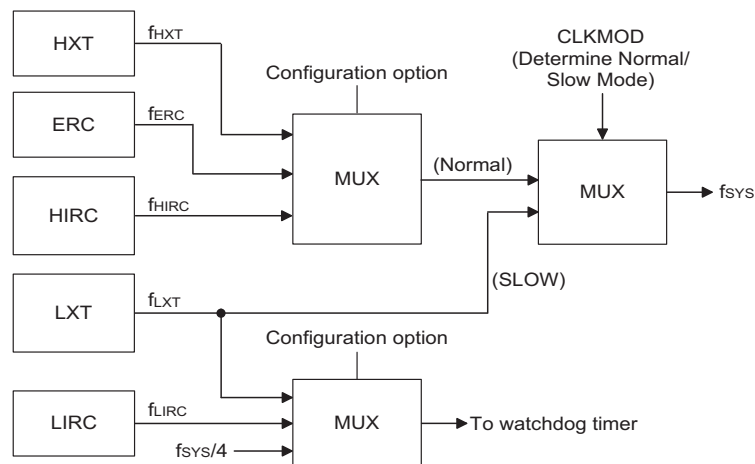 HXT
fHXT
CLKMOD
(Determine Normal/
Slow Mode)
Configuration option
ERC
fERC
MUX
(Normal)
MUX
fSYS
HIRC
fHIRC
LXT
fLXT
(SLOW)
Configuration option
LIRC
fLIRC
MUX
To watchdog timer
fSYS/4